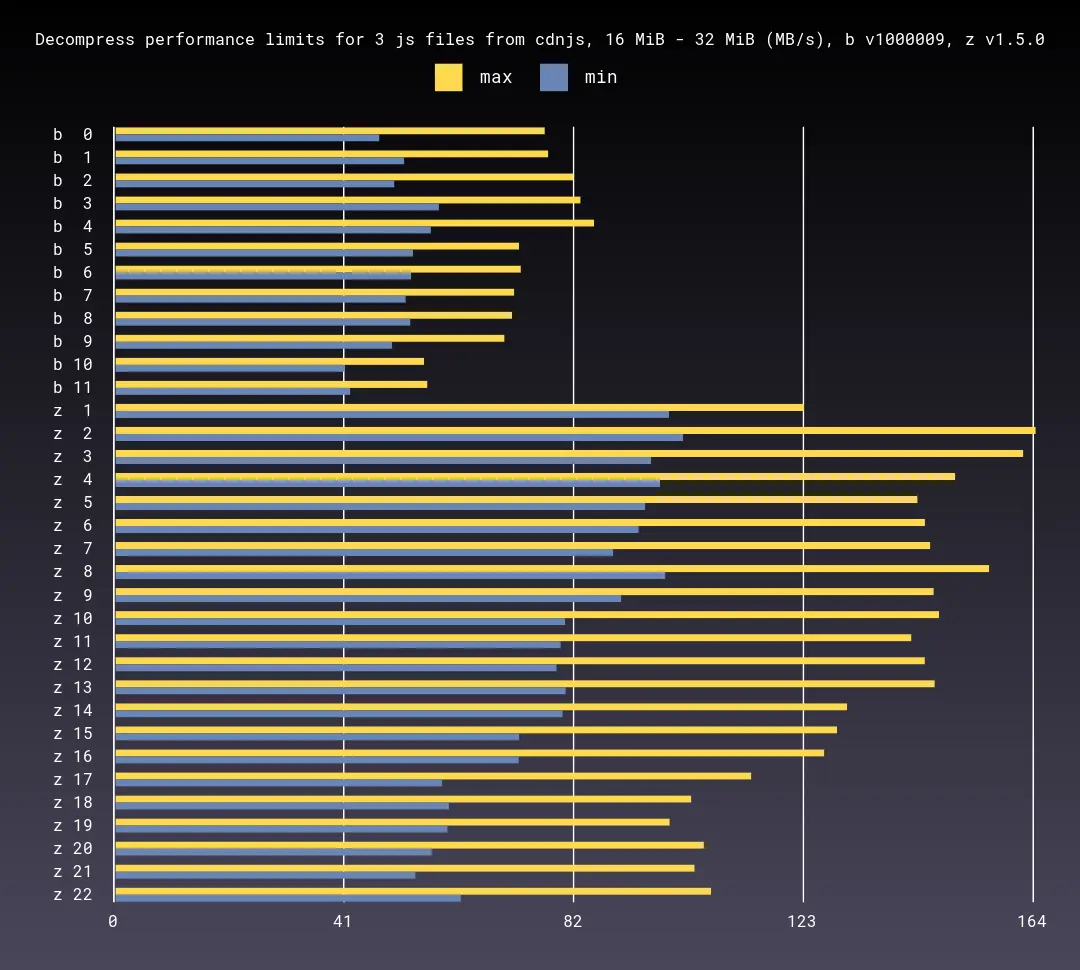 Decompress performance limits for 3 js files from cdnjs, 16 MiB - 32 MiB (MB/s), b v1000009, z v1.5.0
max min
b 0
b 1
b 2
b 3
b 4
b 5
b 6
b 7
b 8
b 9
b 10
b 11
z 1
z 2
z 3
z 4
z 5
z 6
z 7
z 8
z 9
z 10
z 11
z 12
z 13
z 14
z 15
z 16
z 17
z 18
z 19
z 20
z 21
z 22
0 41 82 123 164